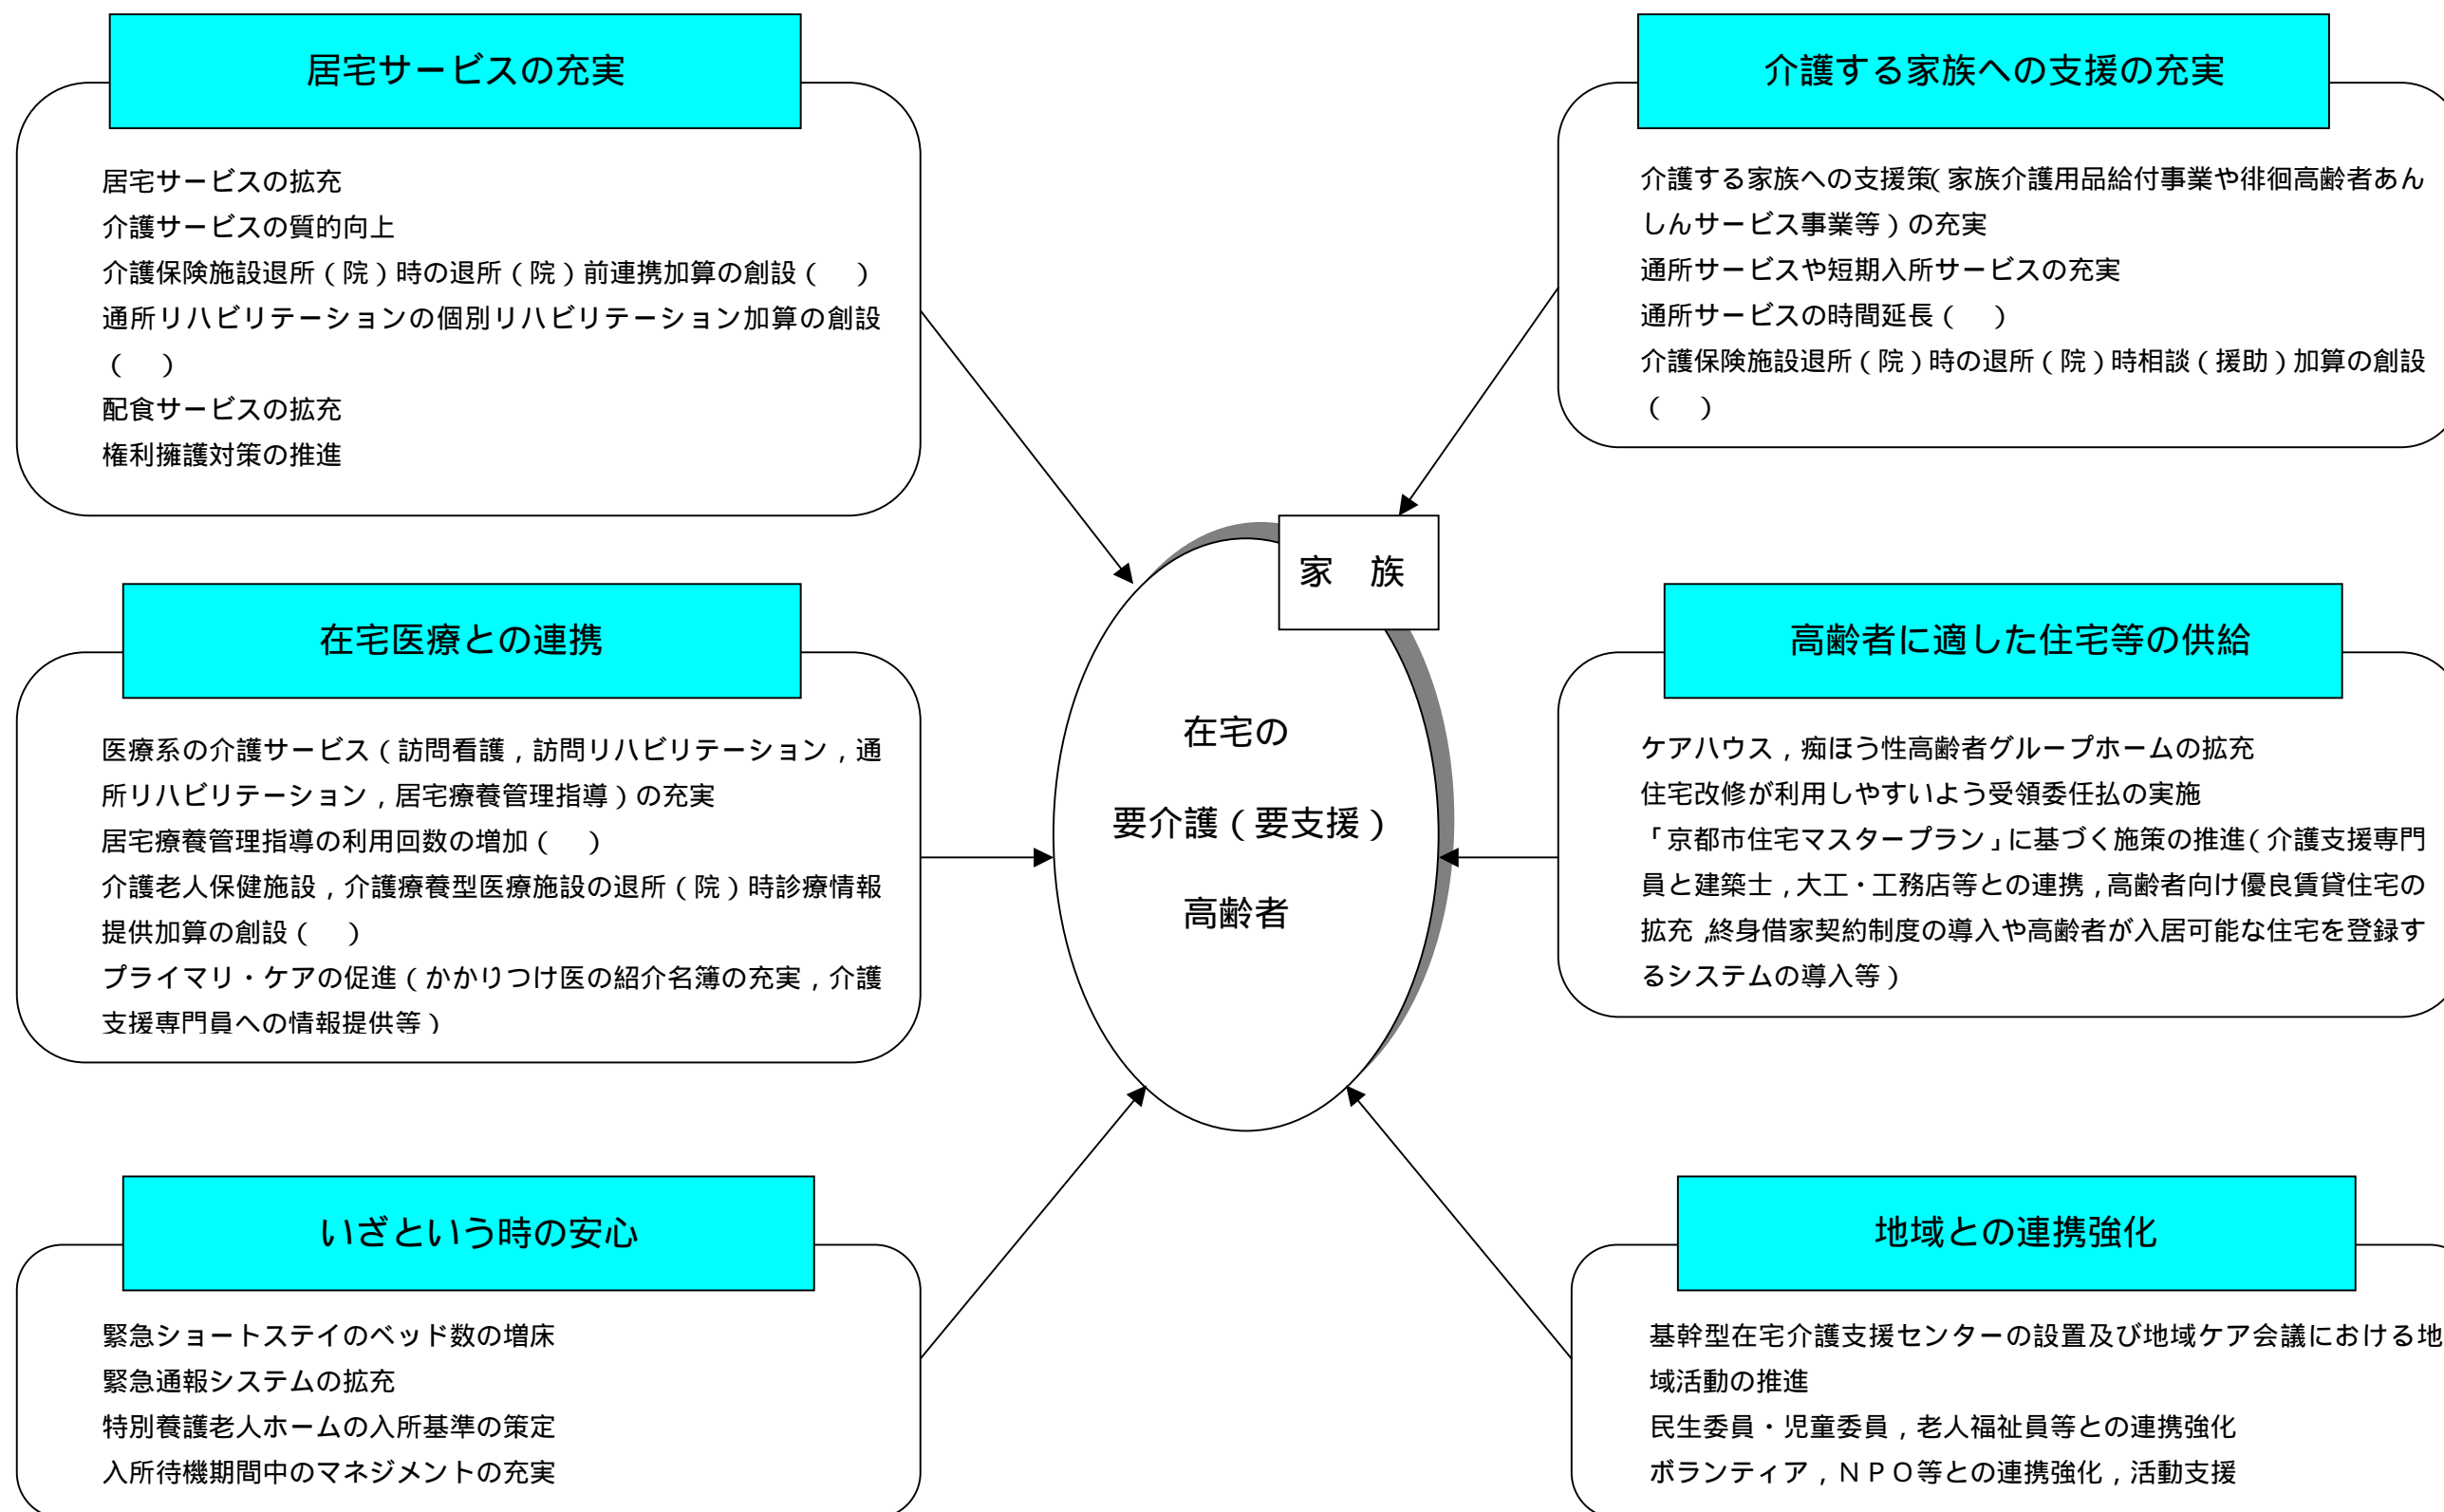 居宅サービスの充実
居宅サービスの拡充
介護サービスの質的向上
介護保険施設退所（院）時の退所（院）前連携加算の創設（　）
通所リハビリテーションの個別リハビリテーション加算の創設
（　）
配食サービスの拡充
権利擁護対策の推進
介護する家族への支援の充実
介護する家族への支援策（家族介護用品給付事業や徘徊高齢者あん
しんサービス事業等）の充実
通所サービスや短期入所サービスの充実
通所サービスの時間延長（　）
介護保険施設退所（院）時の退所（院）時相談（援助）加算の創設
（　）
家　族
在宅の
要介護（要支援）
高齢者
在宅医療との連携
医療系の介護サービス（訪問看護，訪問リハビリテーション，通
所リハビリテーション，居宅療養管理指導）の充実
居宅療養管理指導の利用回数の増加（　）
介護老人保健施設，介護療養型医療施設の退所（院）時診療情報
提供加算の創設（　）
プライマリ・ケアの促進（かかりつけ医の紹介名簿の充実，介護
支援専門員への情報提供等）
高齢者に適した住宅等の供給
ケアハウス，痴ほう性高齢者グループホームの拡充
住宅改修が利用しやすいよう受領委任払の実施
「京都市住宅マスタープラン」に基づく施策の推進（介護支援専門
員と建築士，大工・工務店等との連携，高齢者向け優良賃貸住宅の
拡充，終身借家契約制度の導入や高齢者が入居可能な住宅を登録す
るシステムの導入等）
いざという時の安心
緊急ショートステイのベッド数の増床
緊急通報システムの拡充
特別養護老人ホームの入所基準の策定
入所待機期間中のマネジメントの充実
地域との連携強化
基幹型在宅介護支援センターの設置及び地域ケア会議における地
域活動の推進
民生委員・児童委員，老人福祉員等との連携強化
ボランティア，ＮＰＯ等との連携強化，活動支援